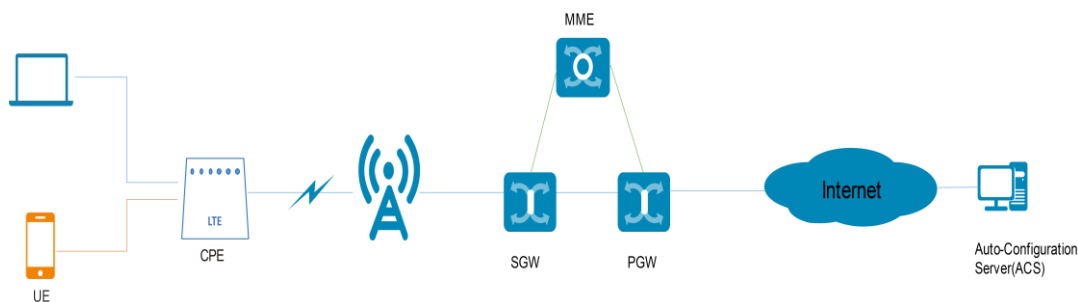 MME
LTE
Internet
CPE
SGW
PGW
Auto-Configuration
Server(ACS)
UE